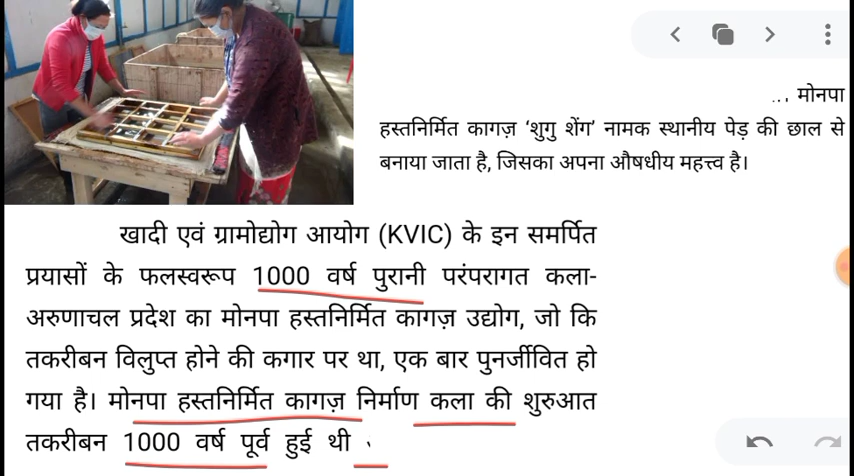 ... मोनपा
हस्तनिर्मित कागज़ ‘शुगु शेंग’ नामक स्थानीय पेड़ की छाल से
बनाया जाता है, जिसका अपना औषधीय महत्त्व है।
खादी एवं ग्रामोद्योग आयोग (KVIC) के इन समर्पित
प्रयासों के फलस्वरूप 1000 वर्ष पुरानी परंपरागत कला-
अरुणाचल प्रदेश का मोनपा हस्तनिर्मित कागज़ उद्योग, जो कि
तकरीबन विलुप्त होने की कगार पर था, एक बार पुनर्जीवित हो
गया है। मोनपा हस्तनिर्मित कागज़ निर्माण कला की शुरुआत
तकरीबन 1000 वर्ष पूर्व हुई थी